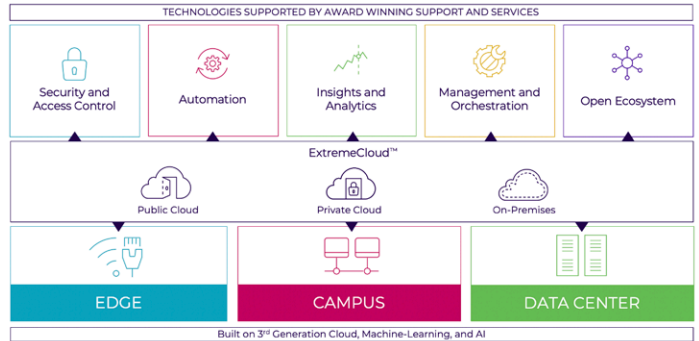 TECHNOLOGIES SUPPORTED BY AWARD WINNING SUPPORT AND SERVICES
Security and
Access Control
Automation
Insights and
Analytics
Management and
Orchestration
Open Ecosystem
ExtremeCloud™
Public Cloud
Private Cloud
On-Premises
EDGE
CAMPUS
DATA CENTER
Built on 3rd Generation Cloud, Machine-Learning, and AI